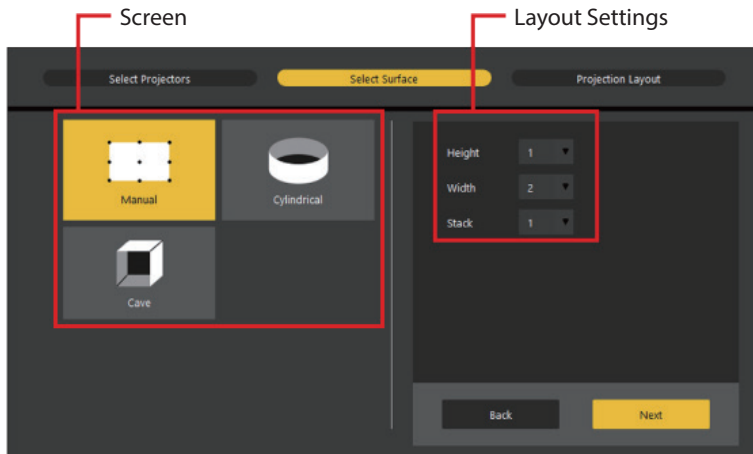 Screen
Layout Settings
Select Projectors
Select Surface
Projection Layout
Manual
Cylindrical
Cave
Height 1
Width 2
Stack 1
Back
Next